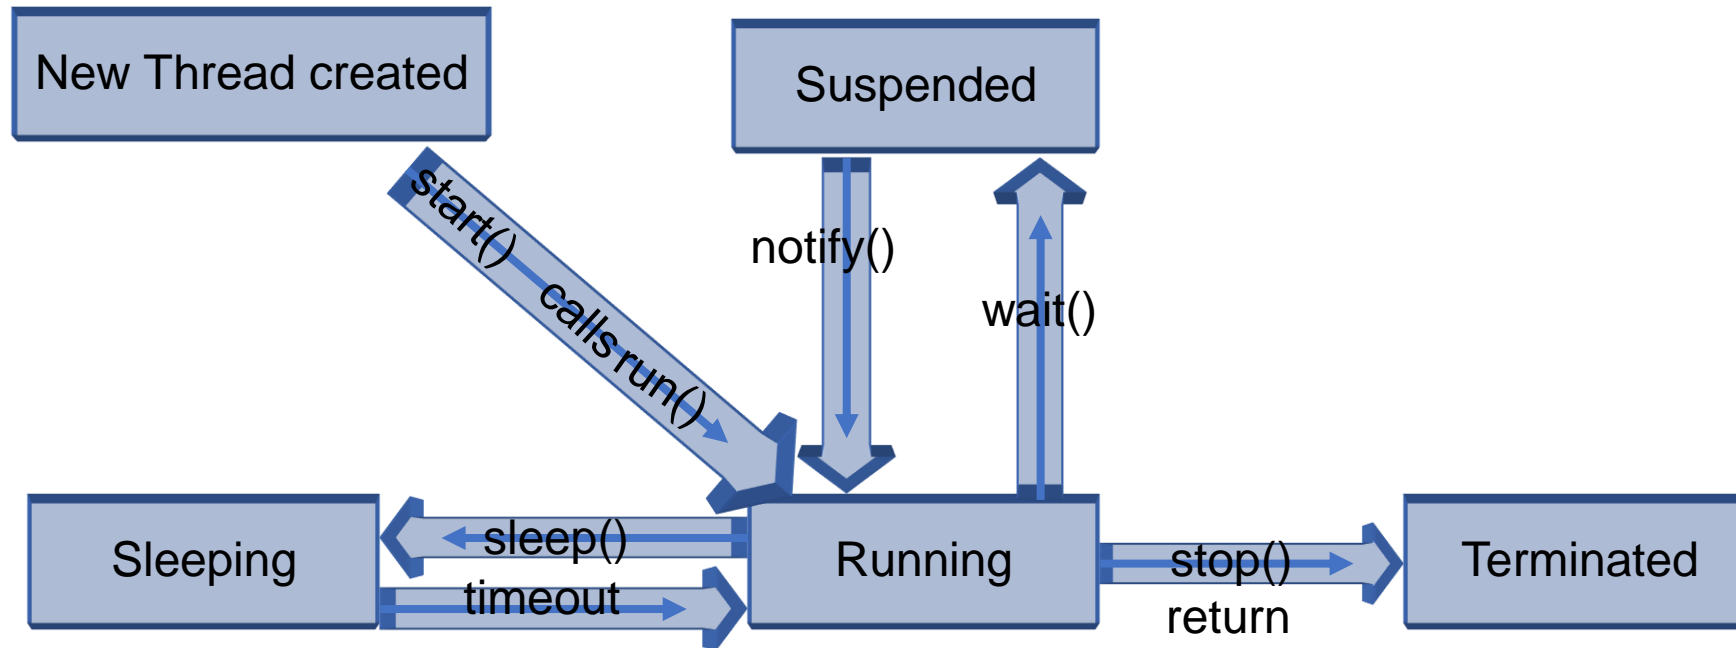 New Thread created
Suspended
start() calls run()
notify()
wait()
Sleeping
sleep()
timeout
Running
stop()
return
Terminated